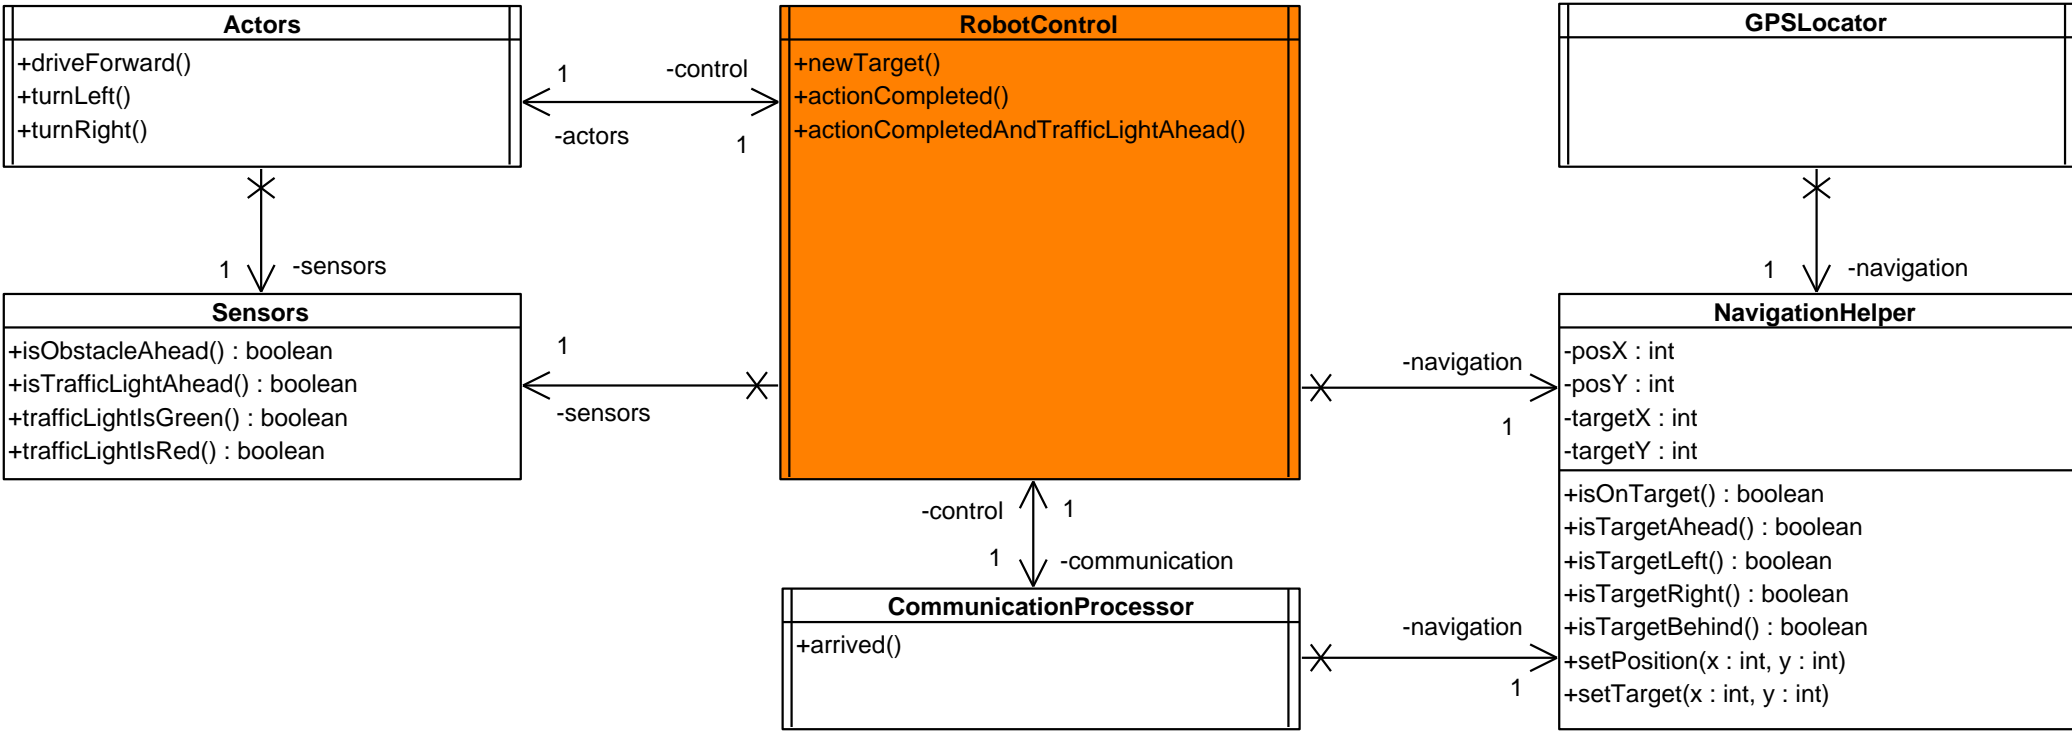 Actors
+driveForward()
+turnLeft()
+turnRight()
1
-control
-actors
1
RobotControl
+newTarget()
+actionCompleted()
+actionCompletedAndTrafficLightAhead()
GPSLocator
1
-sensors
1
-navigation
Sensors
+isObstacleAhead() : boolean
+isTrafficLightAhead() : boolean
+trafficLightIsGreen() : boolean
+trafficLightIsRed() : boolean
1
-sensors
-navigation
1
NavigationHelper
-posX : int
-posY : int
-targetX : int
-targetY : int
+isOnTarget() : boolean
+isTargetAhead() : boolean
+isTargetLeft() : boolean
+isTargetRight() : boolean
+isTargetBehind() : boolean
+setPosition(x : int, y : int)
+setTarget(x : int, y : int)
-control
1
1
-communication
CommunicationProcessor
+arrived()
-navigation
1